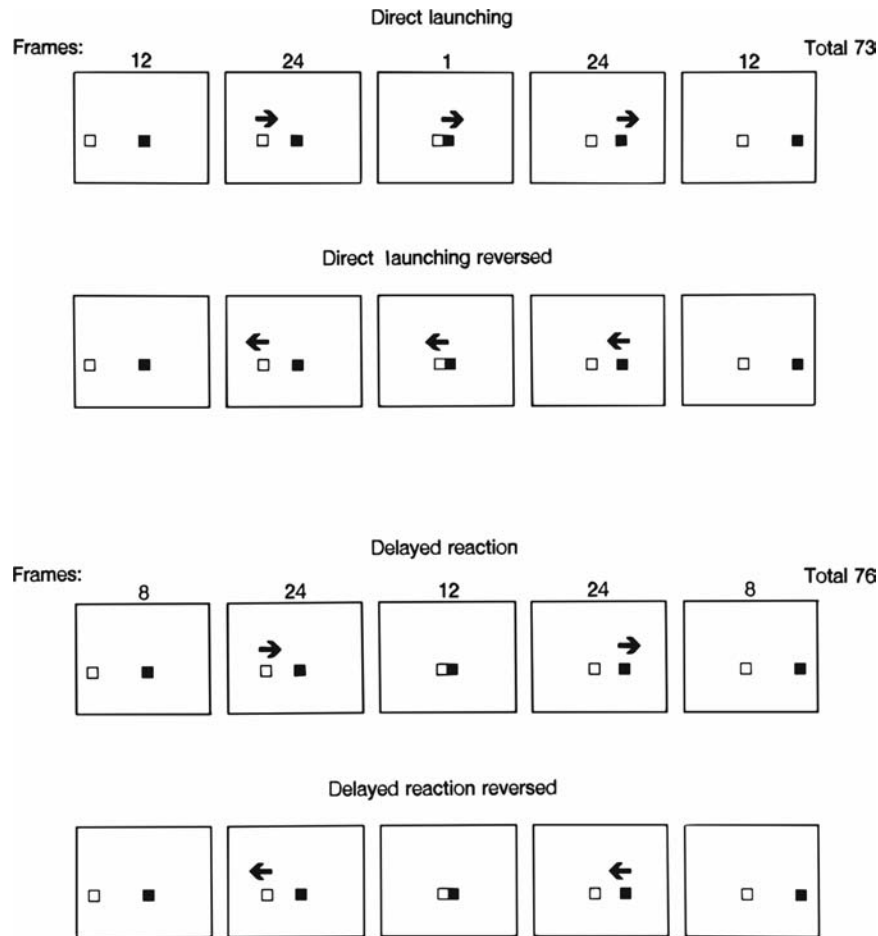 Direct launching
Frames:
Total 73
12 24 1 24 12
Direct launching reversed
Delayed reaction
Frames:
Total 76
8 24 12 24 8
Delayed reaction reversed